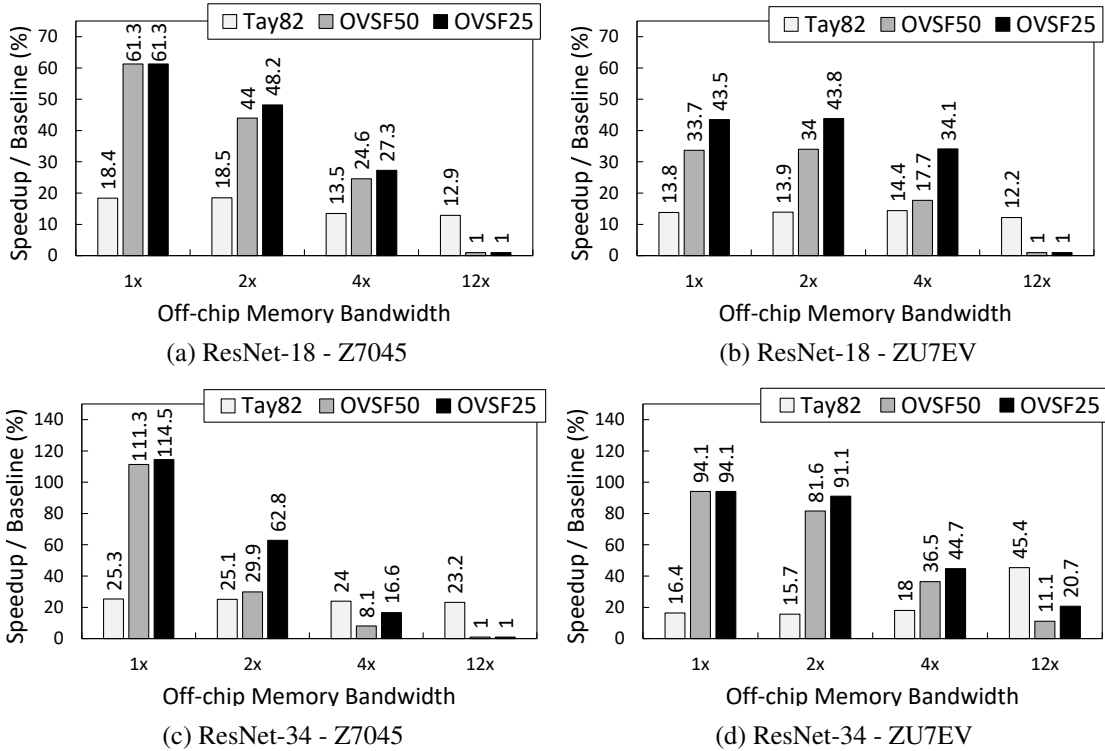 Tay82 OVSF50 OVSF25
Speedup / Baseline (%)
70
60
50
40
30
20
10
0
18.4 61.3 61.3
18.5 44 48.2
13.5 24.6 27.3
12.9 1 1
1x 2x 4x 12x
Off-chip Memory Bandwidth
(a) ResNet-18 - Z7045
Tay82 OVSF50 OVSF25
Speedup / Baseline (%)
70
60
50
40
30
20
10
0
13.8 33.7 43.5
13.9 34 43.8
14.4 17.7 34.1
12.2 1 1
1x 2x 4x 12x
Off-chip Memory Bandwidth
(b) ResNet-18 - ZU7EV
Tay82 OVSF50 OVSF25
Speedup / Baseline (%)
140
120
100
80
60
40
20
0
25.3 111.3 114.5
25.1 29.9 62.8
24 8.1 16.6
23.2 1 1
1x 2x 4x 12x
Off-chip Memory Bandwidth
(c) ResNet-34 - Z7045
Tay82 OVSF50 OVSF25
Speedup / Baseline (%)
140
120
100
80
60
40
20
0
16.4 94.1 94.1
15.7 81.6 91.1
18 36.5 44.7
45.4 11.1 20.7
1x 2x 4x 12x
Off-chip Memory Bandwidth
(d) ResNet-34 - ZU7EV